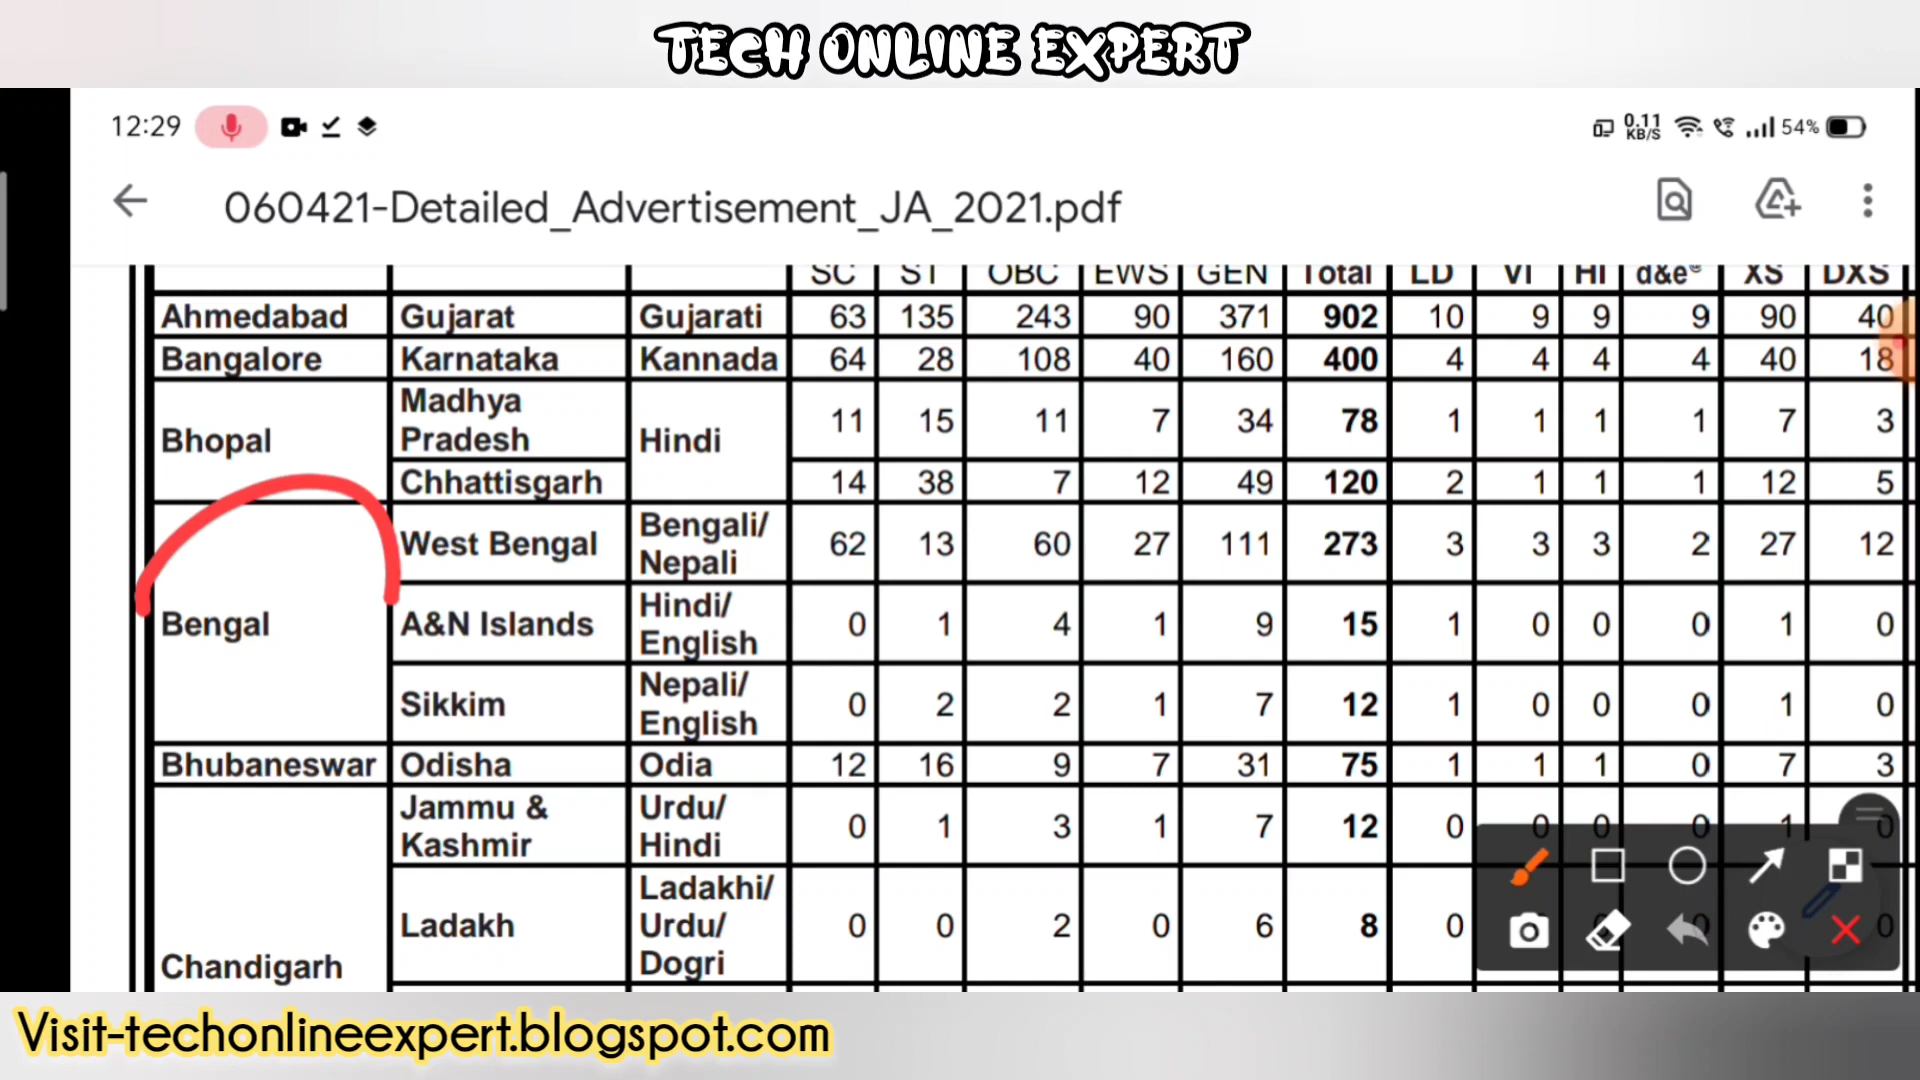 TECH ONLINE EXPERT
12:29 0.11 KB/S 54%
060421-Detailed_Advertisement_JA_2021.pdf
SC ST OBC EWS GEN Total LD VI HI d&e XS DXS
Ahmedabad Gujarat Gujarati 63 135 243 90 371 902 10 9 9 9 90 40
Bangalore Karnataka Kannada 64 28 108 40 160 400 4 4 4 4 40 18
Bhopal Madhya Pradesh Hindi 11 15 11 7 34 78 1 1 1 1 7 3
Chhattisgarh 14 38 7 12 49 120 2 1 1 1 12 5
Bengal West Bengal Bengali/ Nepali 62 13 60 27 111 273 3 3 3 2 27 12
A&N Islands Hindi/ English 0 1 4 1 9 15 1 0 0 0 1 0
Sikkim Nepali/ English 0 2 2 1 7 12 1 0 0 0 1 0
Bhubaneswar Odisha Odia 12 16 9 7 31 75 1 1 1 0 7 3
Chandigarh Jammu & Kashmir Urdu/ Hindi 0 1 3 1 7 12 0 0 0 0 1 0
Ladakh Ladakhi/ Urdu/ Dogri 0 0 2 0 6 8 0
Visit-techonlineexpert.blogspot.com